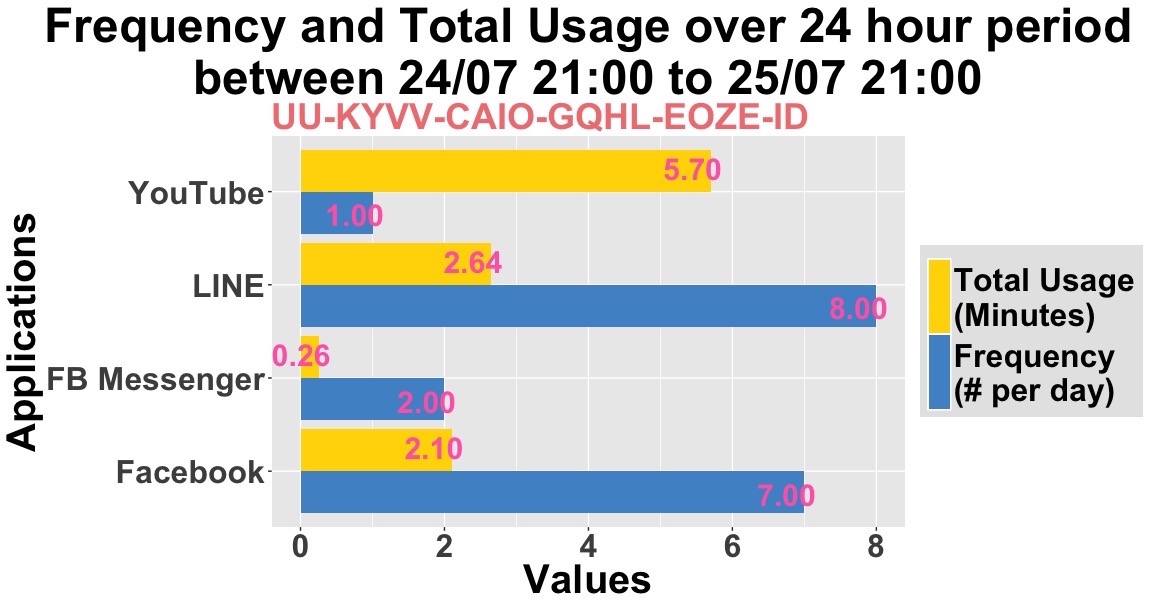 Frequency and Total Usage over 24 hour period
between 24/07 21:00 to 25/07 21:00
UU-KYVV-CAIO-GQHL-EOZE-ID
Applications
YouTube
5.70
1.00
LINE
2.64
8.00
FB Messenger
0.26
2.00
Facebook
2.10
7.00
0 2 4 6 8
Values
Total Usage
(Minutes)
Frequency
(# per day)